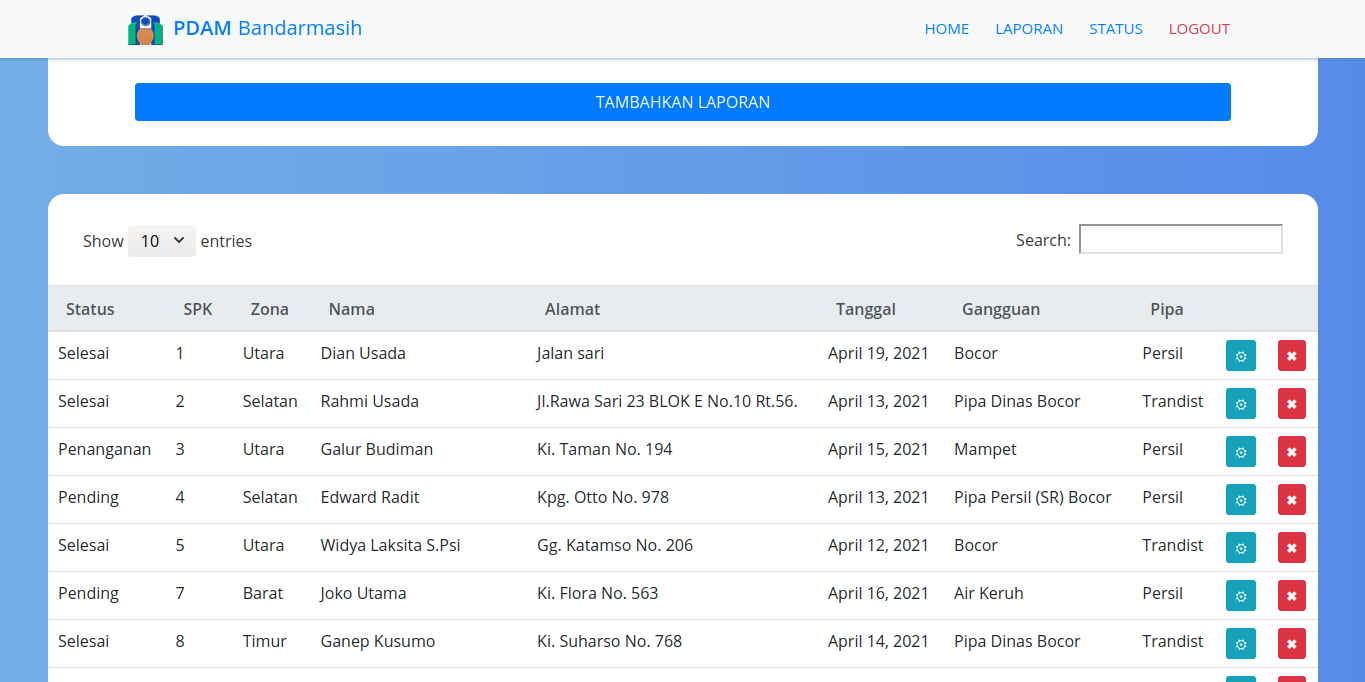 PDAM Bandarmasih HOME LAPORAN STATUS LOGOUT
TAMBAHKAN LAPORAN
Show 10 entries Search:
Status SPK Zona Nama Alamat Tanggal Gangguan Pipa
Selesai 1 Utara Dian Usada Jalan sari April 19, 2021 Bocor Persil
Selesai 2 Selatan Rahmi Usada Jl.Rawa Sari 23 BLOK E No.10 Rt.56. April 13, 2021 Pipa Dinas Bocor Trandist
Penanganan 3 Utara Galur Budiman Ki. Taman No. 194 April 15, 2021 Mampet Persil
Pending 4 Selatan Edward Radit Kpg. Otto No. 978 April 13, 2021 Pipa Persil (SR) Bocor Persil
Selesai 5 Utara Widya Laksita S.Psi Gg. Katamso No. 206 April 12, 2021 Bocor Trandist
Pending 7 Barat Joko Utama Ki. Flora No. 563 April 16, 2021 Air Keruh Persil
Selesai 8 Timur Ganep Kusumo Ki. Suharso No. 768 April 14, 2021 Pipa Dinas Bocor Trandist